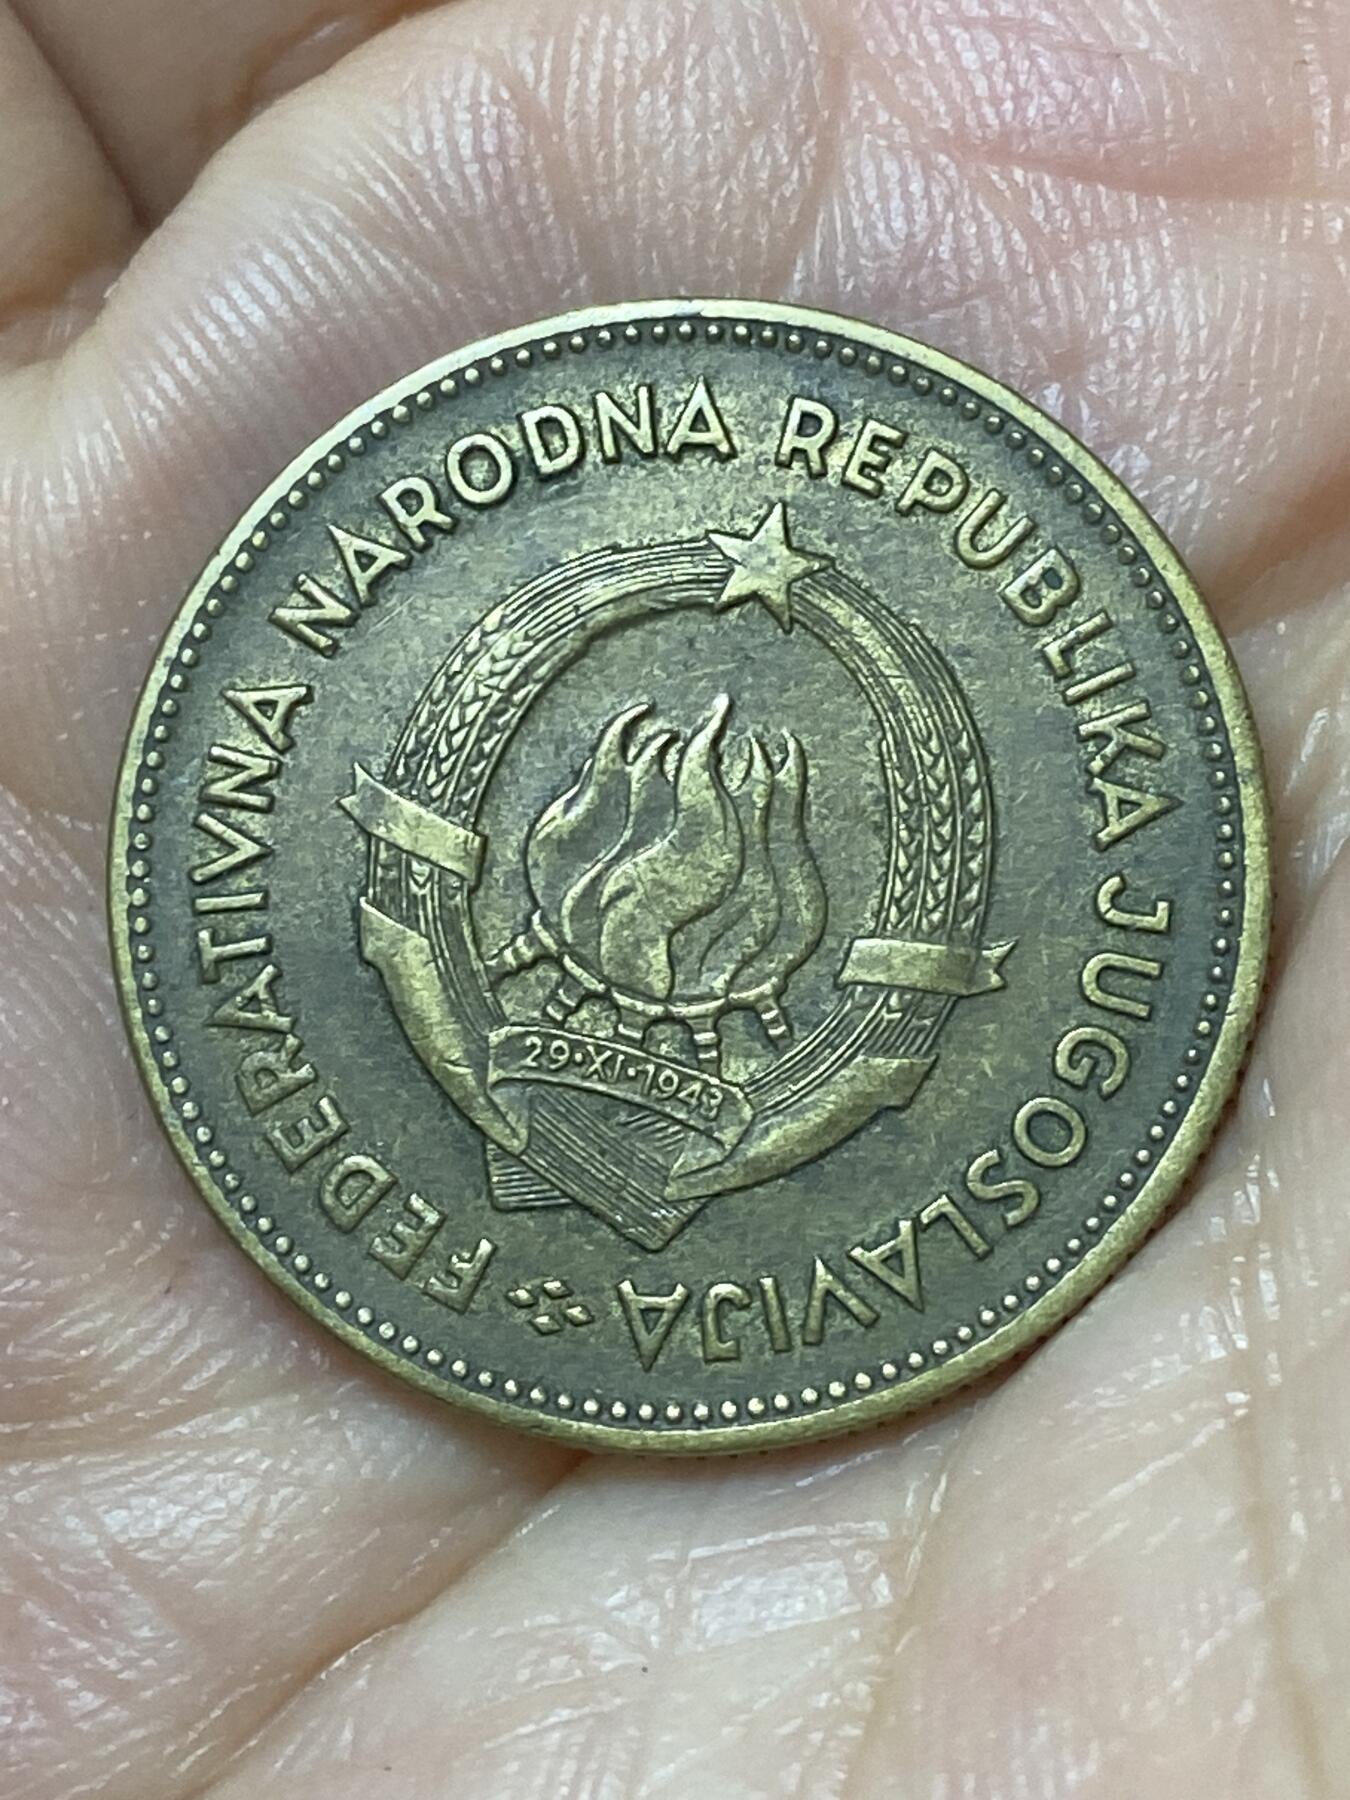 FEDERATIVNA NARODNA REPUBLIKA JUGOSLAVIJA
29·XI·1943